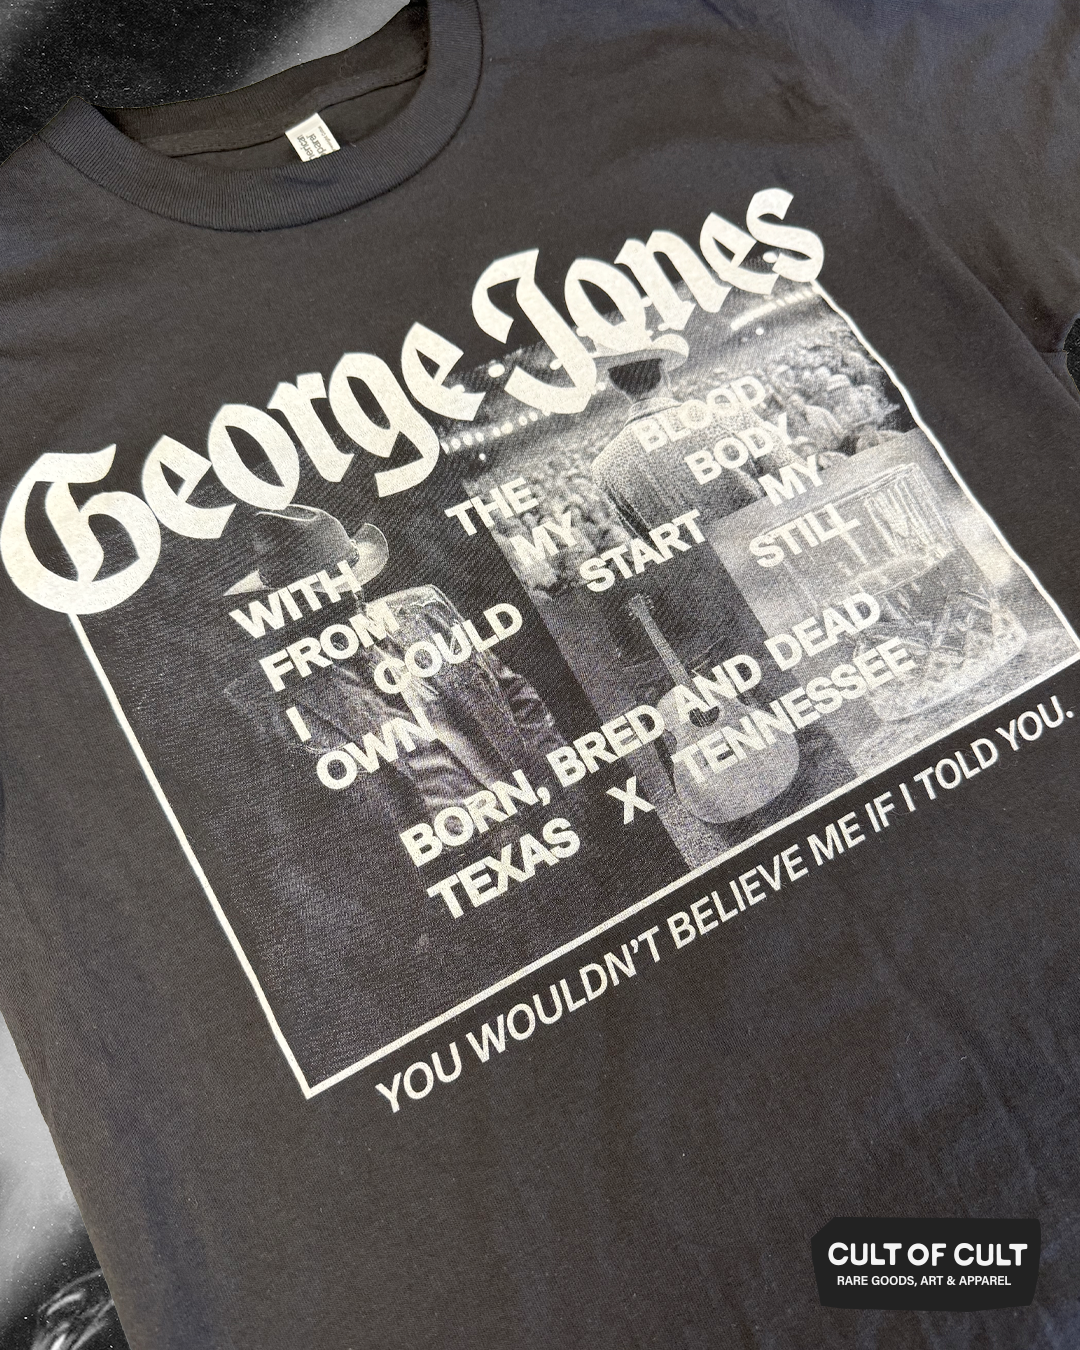 George Jones
WITH THE BLOOD
FROM MY BODY
I COULD START MY
OWN STILL
BORN, BRED AND DEAD
TEXAS X TENNESSEE
YOU WOULDN'T BELIEVE ME IF I TOLD YOU.
CULT OF CULT
RARE GOODS, ART & APPAREL